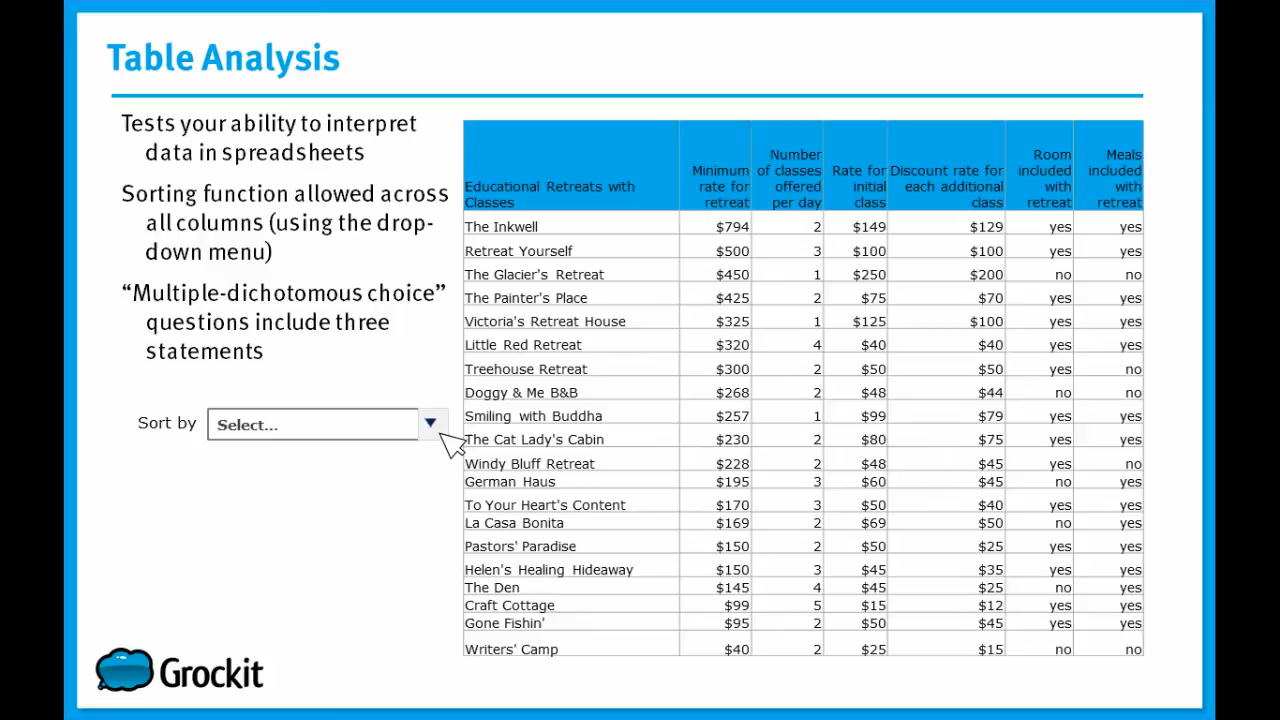 Table Analysis
Tests your ability to interpret
data in spreadsheets
Sorting function allowed across
all columns (using the drop-
down menu)
“Multiple-dichotomous choice”
questions include three
statements
Sort by Select...
Educational Retreats with Classes Minimum rate for retreat Number of classes offered per day Rate for initial class Discount rate for each additional class Room included with retreat Meals included with retreat
The Inkwell $794 2 $149 $129 yes yes
Retreat Yourself $500 3 $100 $100 yes yes
The Glacier's Retreat $450 1 $250 $200 no no
The Painter's Place $425 2 $75 $70 yes yes
Victoria's Retreat House $325 1 $125 $100 yes yes
Little Red Retreat $320 4 $40 $40 yes yes
Treehouse Retreat $300 2 $50 $50 yes no
Doggy & Me B&B $268 2 $48 $44 no no
Smiling with Buddha $257 1 $99 $79 yes yes
The Cat Lady's Cabin $230 2 $80 $75 yes yes
Windy Bluff Retreat $228 2 $48 $45 yes no
German Haus $195 3 $60 $45 no yes
To Your Heart's Content $170 3 $50 $40 yes yes
La Casa Bonita $169 2 $69 $50 no yes
Pastors' Paradise $150 2 $50 $25 yes yes
Helen's Healing Hideaway $150 3 $45 $35 yes yes
The Den $145 4 $45 $25 no yes
Craft Cottage $99 5 $15 $12 yes yes
Gone Fishin' $95 2 $50 $45 yes yes
Writers' Camp $40 2 $25 $15 no no
Grockit